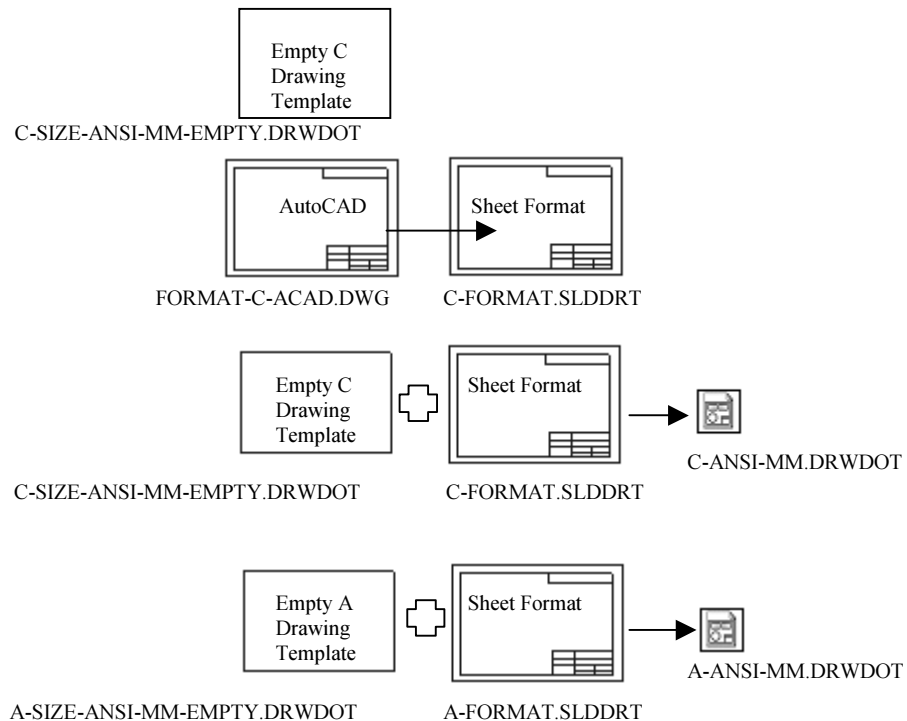 Empty C
Drawing
Template
C-SIZE-ANSI-MM-EMPTY.DRWDOT
AutoCAD
Sheet Format
FORMAT-C-ACAD.DWG
C-FORMAT.SLDDRT
Empty C
Drawing
Template
Sheet Format
C-ANSI-MM.DRWDOT
C-SIZE-ANSI-MM-EMPTY.DRWDOT
C-FORMAT.SLDDRT
Empty A
Drawing
Template
Sheet Format
A-ANSI-MM.DRWDOT
A-SIZE-ANSI-MM-EMPTY.DRWDOT
A-FORMAT.SLDDRT